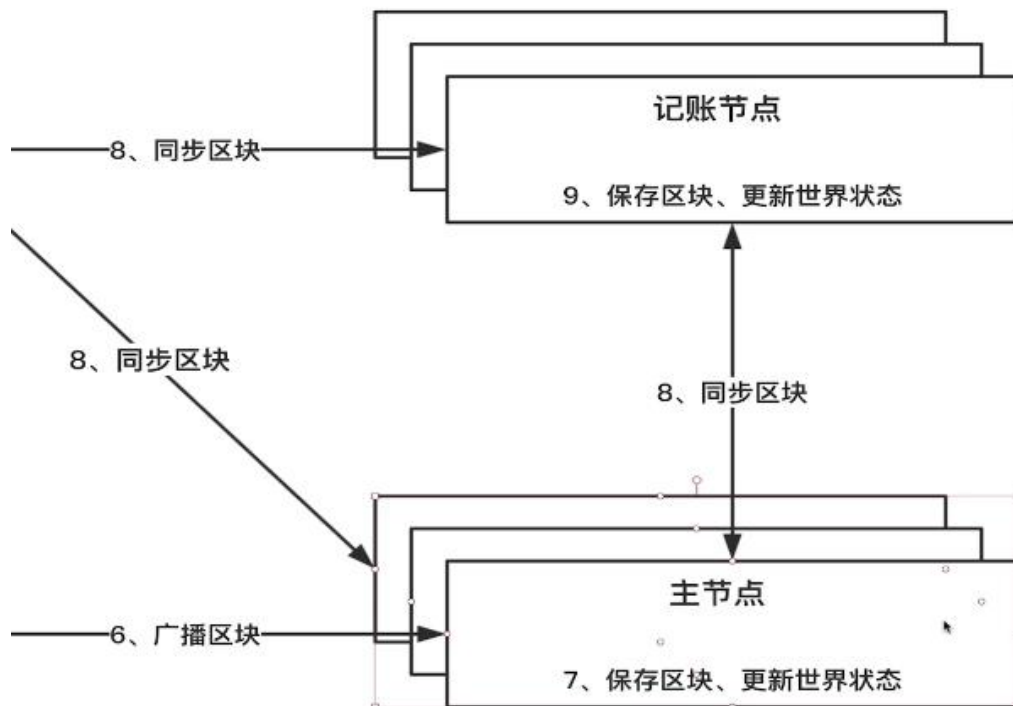 记账节点
8、同步区块
9、保存区块、更新世界状态
8、同步区块
8、同步区块
主节点
6、广播区块
7、保存区块、更新世界状态